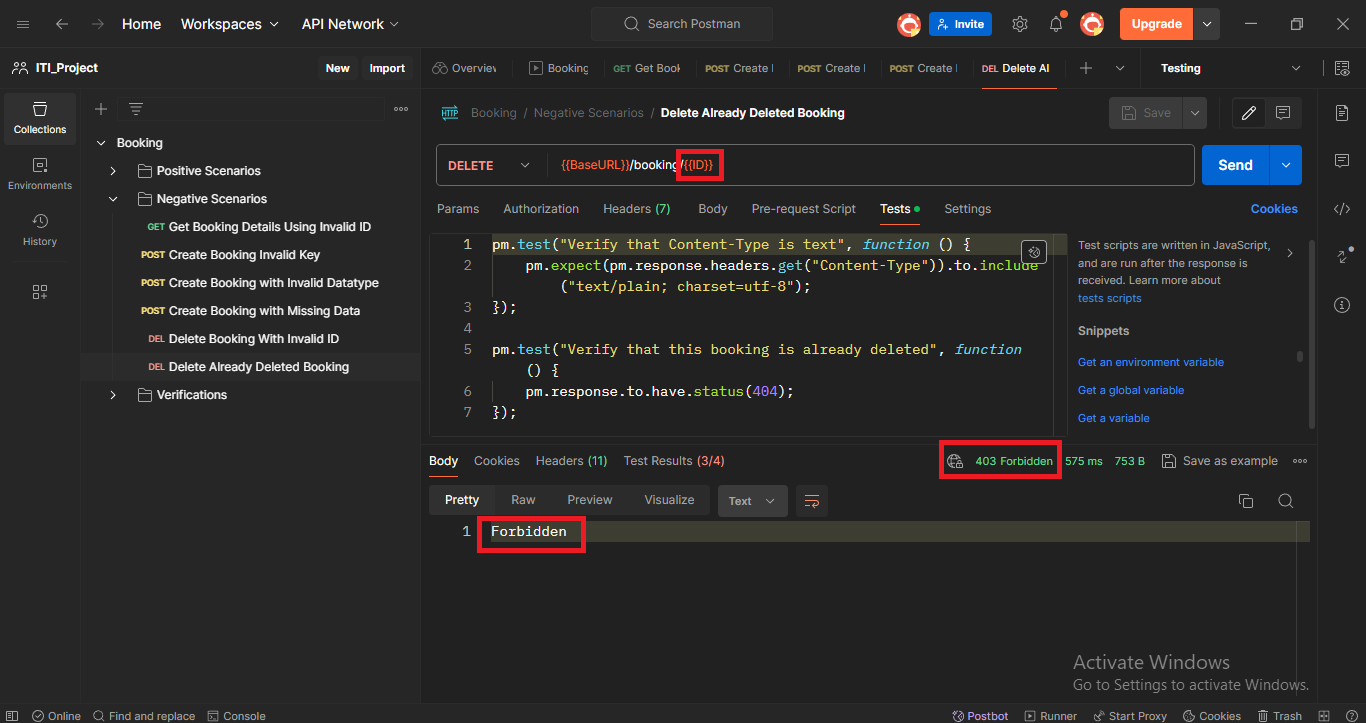 Home
Workspaces
API Network
Search Postman
Invite
Upgrade
ITI_Project
New
Import
Overview
Booking
GET Get Book
POST Create I
POST Create I
POST Create I
DEL Delete Al
Testing
Collections
Environments
History
Booking
Positive Scenarios
Negative Scenarios
GET Get Booking Details Using Invalid ID
POST Create Booking Invalid Key
POST Create Booking with Invalid Datatype
POST Create Booking with Missing Data
DEL Delete Booking With Invalid ID
DEL Delete Already Deleted Booking
Verifications
HTTP Booking / Negative Scenarios / Delete Already Deleted Booking
Save
DELETE
{{BaseURL}}/booking/{{ID}}
Send
Params
Authorization
Headers (7)
Body
Pre-request Script
Tests
Settings
Cookies
1 pm.test("Verify that Content-Type is text", function () {
2 pm.expect(pm.response.headers.get("Content-Type")).to.include
("text/plain; charset=utf-8");
3 });
4
5 pm.test("Verify that this booking is already deleted", function
() {
6 pm.response.to.have.status(404);
7 });
Test scripts are written in JavaScript,
and are run after the response is
received. Learn more about
tests scripts
Snippets
Get an environment variable
Get a global variable
Get a variable
Body
Cookies
Headers (11)
Test Results (3/4)
403 Forbidden
575 ms
753 B
Save as example
Pretty
Raw
Preview
Visualize
Text
1 Forbidden
Activate Windows
Go to Settings to activate Windows.
Online
Find and replace
Console
Postbot
Runner
Start Proxy
Cookies
Trash